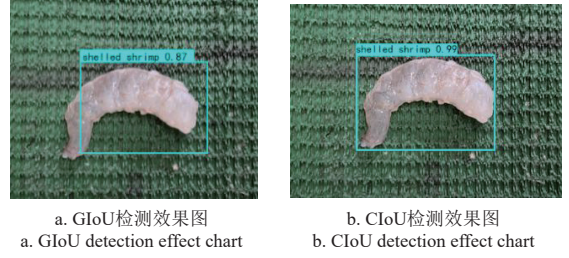 shelled shrimp 0.87
shelled shrimp 0.99
a. GIoU检测效果图
a. GIoU detection effect chart
b. CIoU检测效果图
b. CIoU detection effect chart